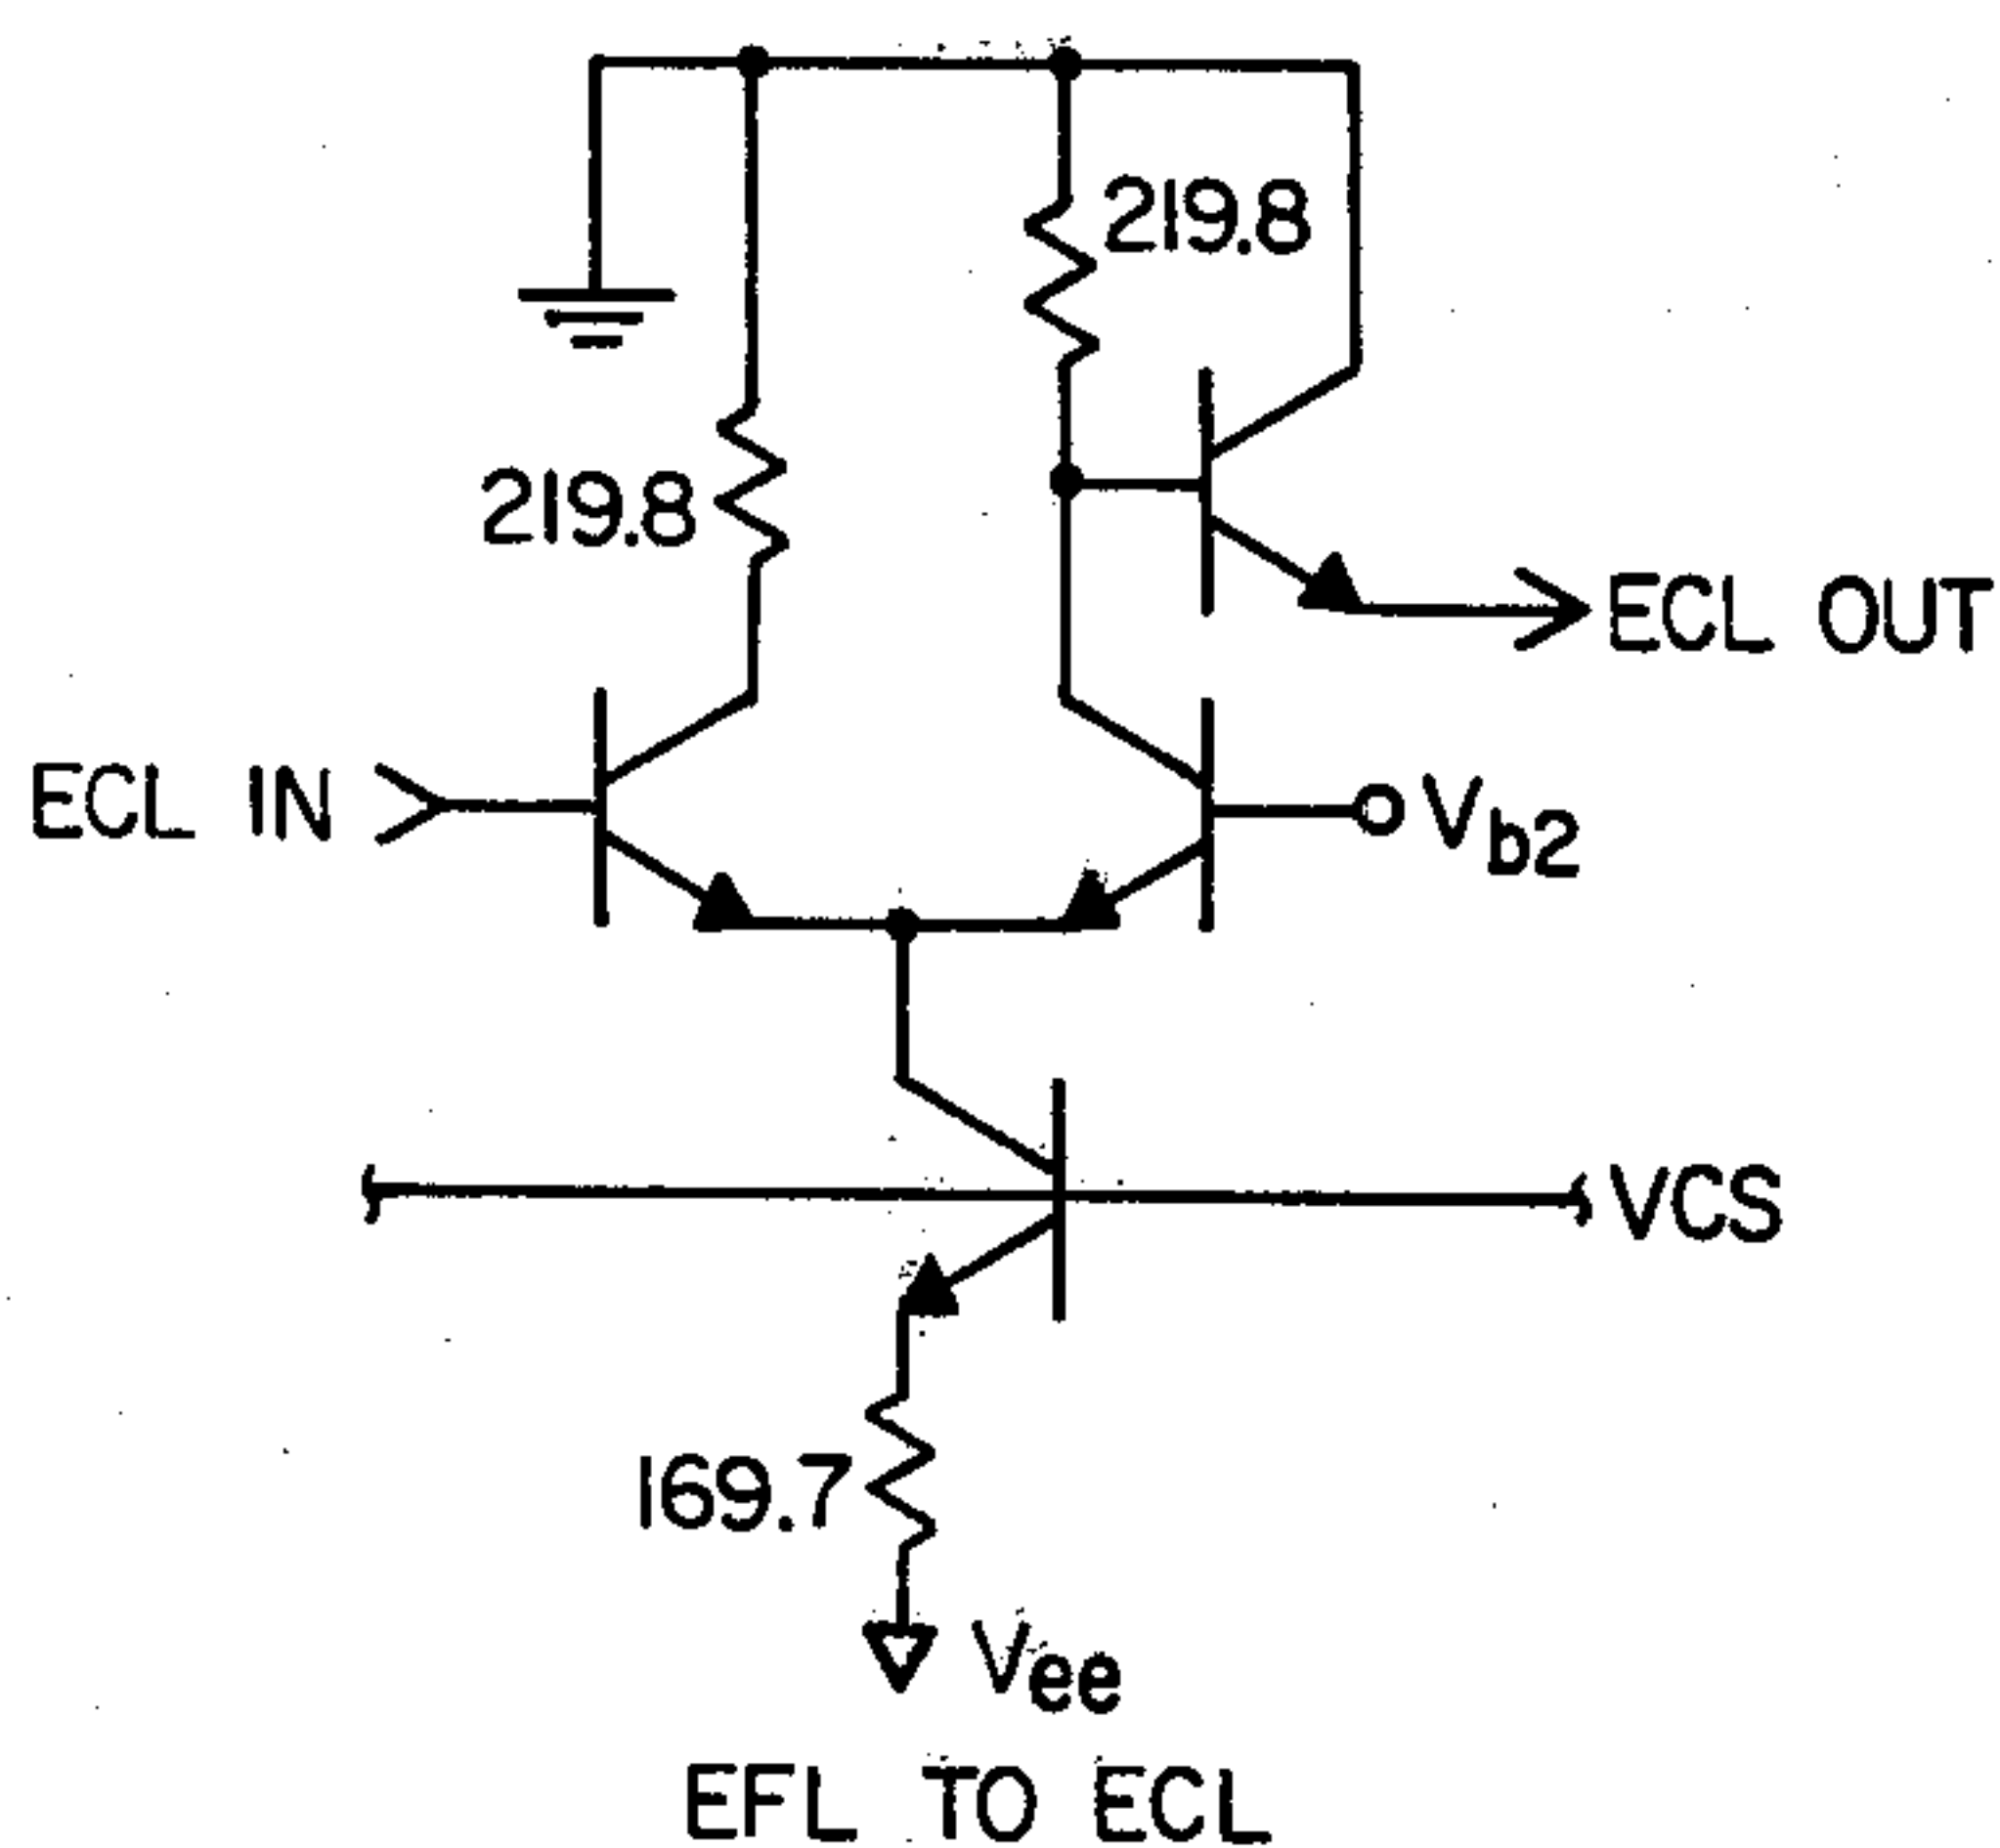 219.8
219.8
ECL OUT
ECL IN
Vb2
VCS
169.7
Vee
EFL TO ECL